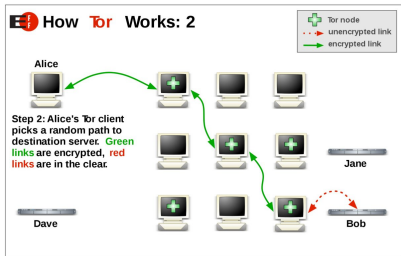 EFF How Tor Works: 2
Tor node
unencrypted link
encrypted link
Alice
Step 2: Alice's Tor client
picks a random path to
destination server. Green
links are encrypted, red
links are in the clear.
Jane
Dave
Bob